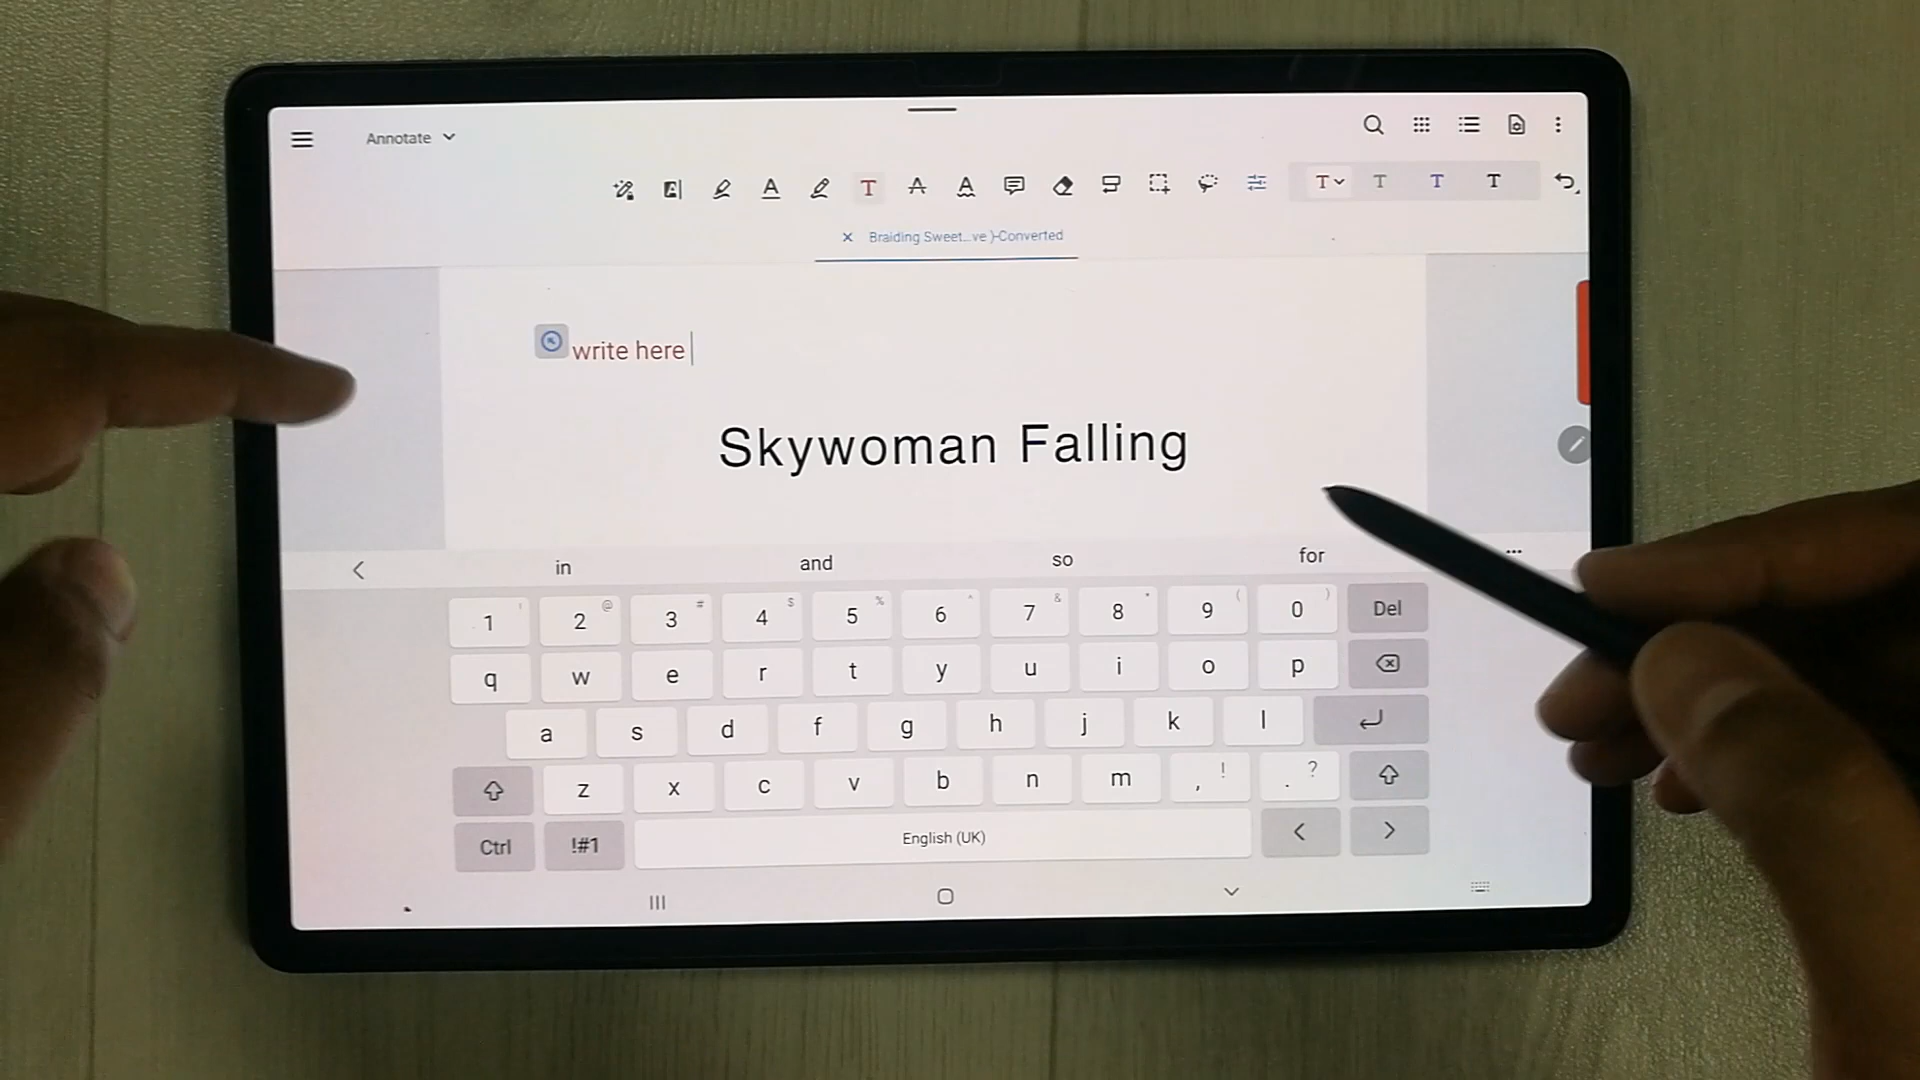 Annotate
T T T T
Braiding Sweet...ve )-Converted
write here
Skywoman Falling
in and so for
1 ! 2 @ 3 # 4 $ 5 % 6 ^ 7 & 8 * 9 ( 0 ) Del
q w e r t y u i o p
a s d f g h j k l
z x c v b n m , ! . ?
Ctrl !#1 English (UK) < >